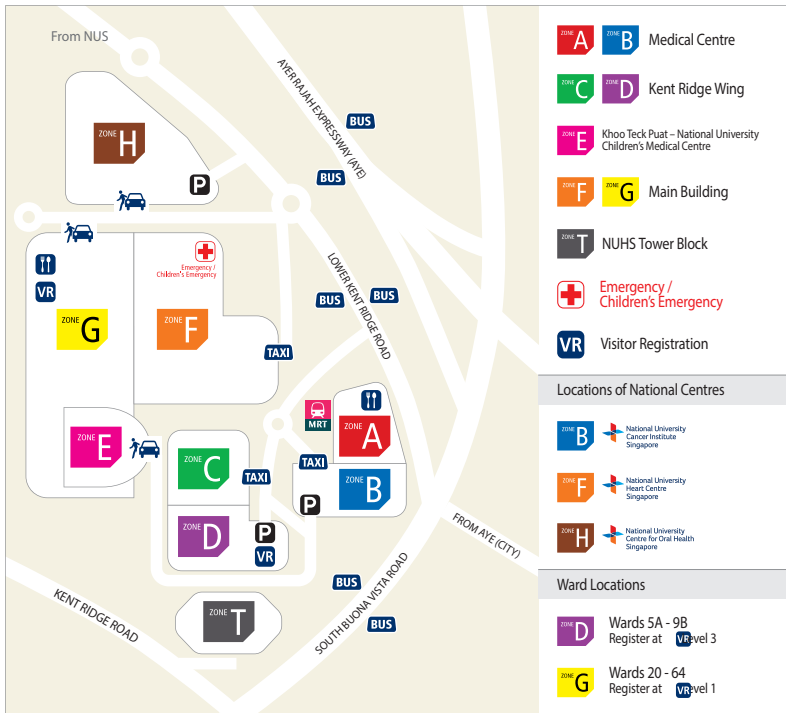 From NUS
AYER RAJAH EXPRESSWAY (AYE)
BUS
ZONE H
P
BUS
Emergency /
Children's Emergency
VR
LOWER KENT RIDGE ROAD
BUS
BUS
ZONE G
ZONE F
TAXI
MRT
ZONE A
ZONE E
ZONE C
TAXI
TAXI
ZONE B
P
ZONE D
P
VR
FROM AYE (CITY)
BUS
KENT RIDGE ROAD
ZONE T
SOUTH BUONA VISTA ROAD
BUS
ZONE A ZONE B Medical Centre
ZONE C ZONE D Kent Ridge Wing
ZONE E Khoo Teck Puat – National University
Children's Medical Centre
ZONE F ZONE G Main Building
ZONE T NUHS Tower Block
Emergency /
Children's Emergency
VR Visitor Registration
Locations of National Centres
ZONE B National University
Cancer Institute
Singapore
ZONE F National University
Heart Centre
Singapore
ZONE H National University
Centre for Oral Health
Singapore
Ward Locations
ZONE D Wards 5A - 9B
Register at VR evel 3
ZONE G Wards 20 - 64
Register at VR evel 1